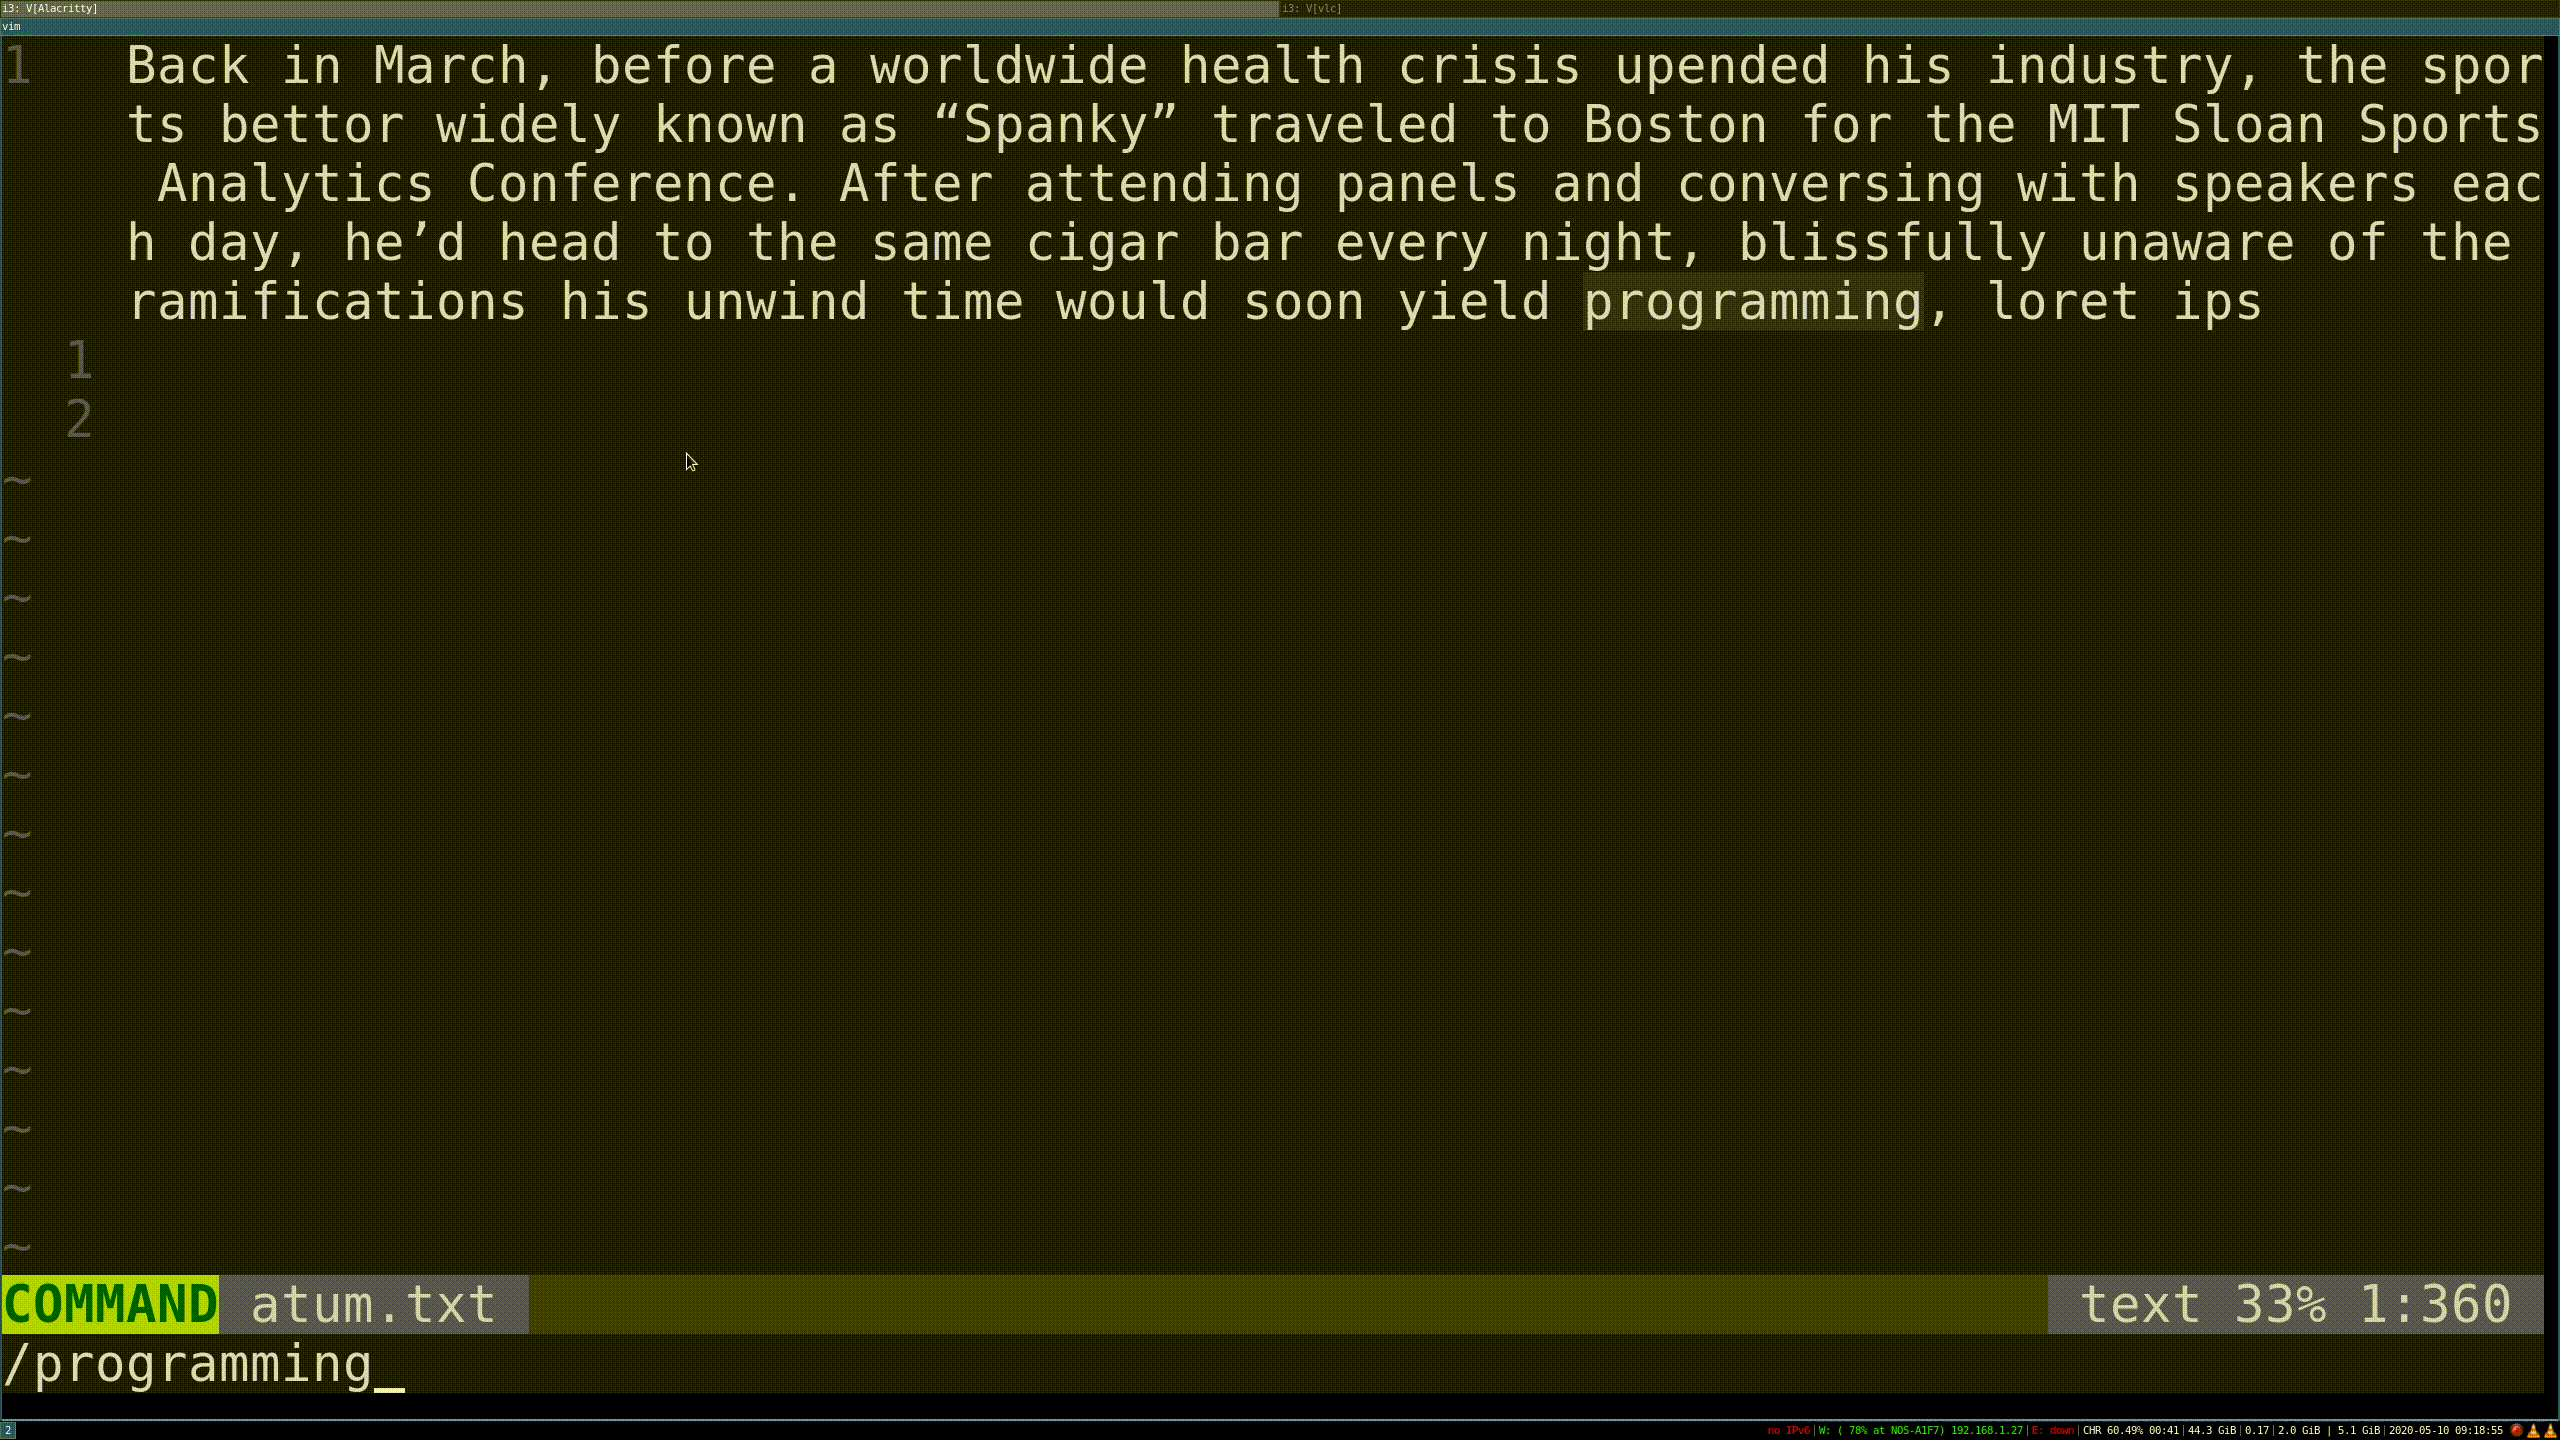 i3: V[Alacritty]
i3: V[vlc]
vim
1 Back in March, before a worldwide health crisis upended his industry, the spor
ts bettor widely known as “Spanky” traveled to Boston for the MIT Sloan Sports
Analytics Conference. After attending panels and conversing with speakers eac
h day, he’d head to the same cigar bar every night, blissfully unaware of the
ramifications his unwind time would soon yield programming, loret ips
1
2
~
~
~
~
~
~
~
~
~
~
~
~
~
~
COMMAND atum.txt text 33% 1:360
/programming_
2 no IPv6|W: ( 78% at NOS-A1F7) 192.168.1.27|E: down|CHR 60.49% 00:41|44.3 GiB|0.17|2.0 GiB | 5.1 GiB|2020-05-10 09:18:55